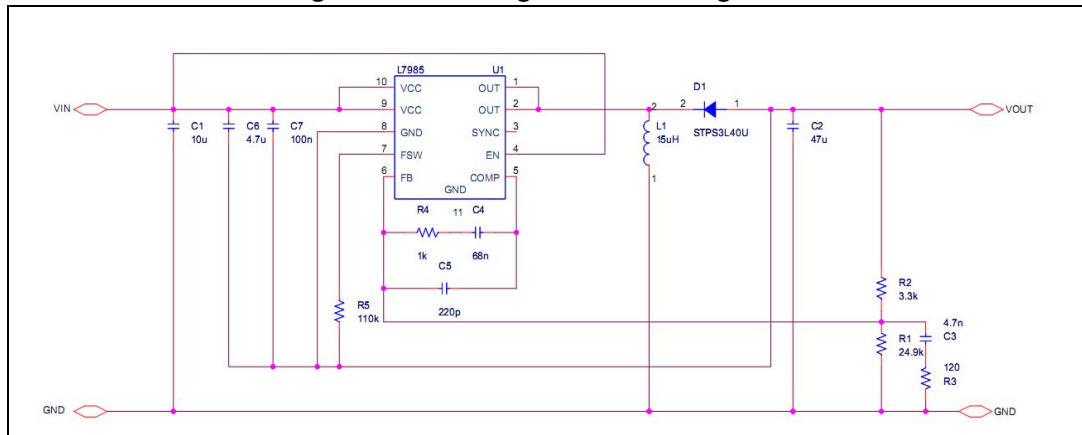 L7985 U1
10 VCC OUT 1
9 VCC OUT 2
8 GND SYNC 3
7 FSW EN 4
6 FB COMP 5
GND
11
VIN
C1
10u
C6
4.7u
C7
100n
D1
2 1
STPS3L40U
2
L1
15uH
1
C2
47u
VOUT
R4
1k
C4
68n
C5
220p
R5
110k
R2
3.3k
R1
24.9k
4.7n
C3
120
R3
GND
GND